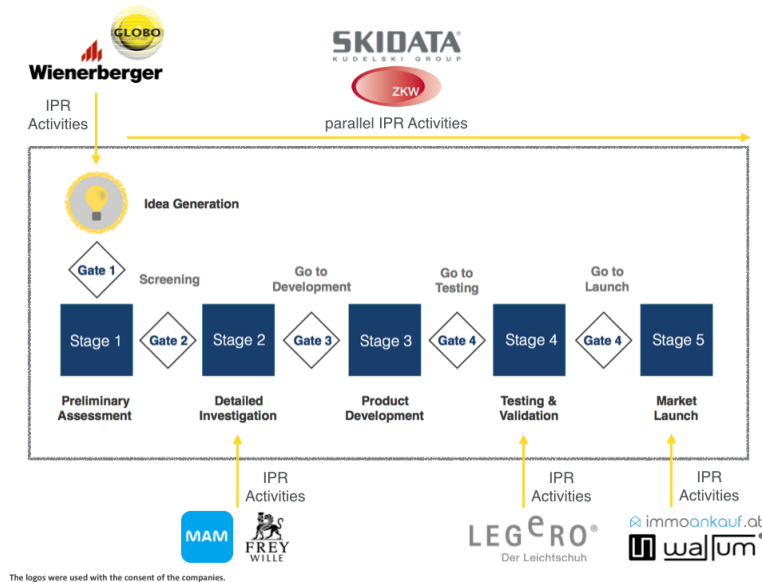 GLOBO
Wienerberger
SKIDATA®
KUDELSKI GROUP
ZKW
IPR
Activities
parallel IPR Activities
Idea Generation
Gate 1
Screening
Go to
Development
Go to
Testing
Go to
Launch
Stage 1
Gate 2
Stage 2
Gate 3
Stage 3
Gate 4
Stage 4
Gate 4
Stage 5
Preliminary
Assessment
Detailed
Investigation
Product
Development
Testing &
Validation
Market
Launch
IPR
Activities
IPR
Activities
IPR
Activities
MAM
FREY
WILLE
LEGeRO®
Der Leichtschuh
immoankauf.at
wallum®
The logos were used with the consent of the companies.